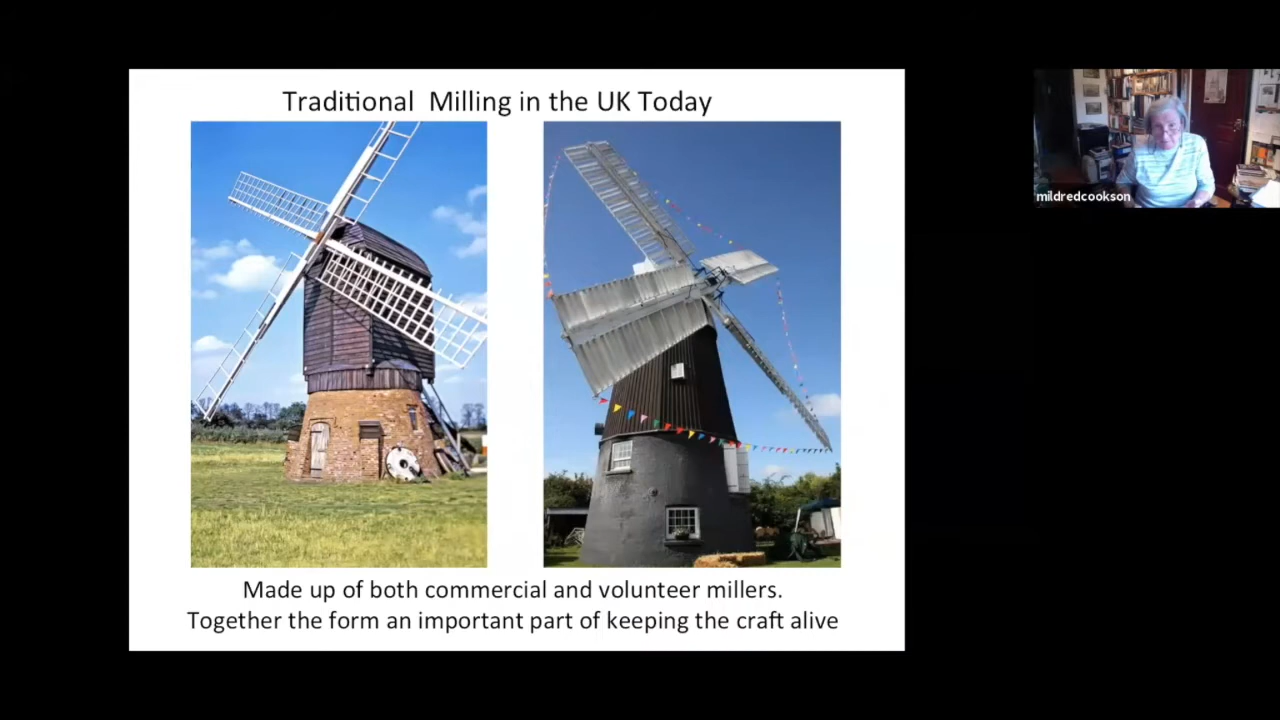 Traditional Milling in the UK Today
mildredcookson
Made up of both commercial and volunteer millers.
Together the form an important part of keeping the craft alive